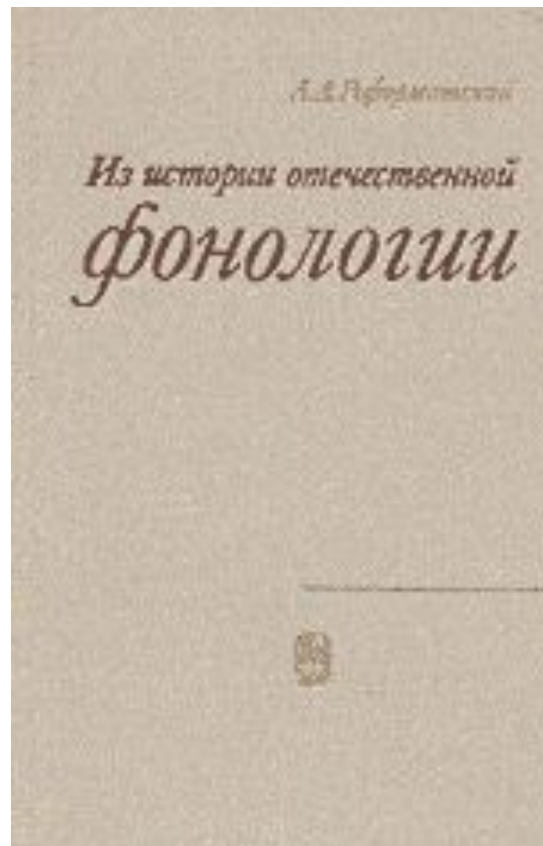 А. А. Реформатский
Из истории отечественной
фонологии